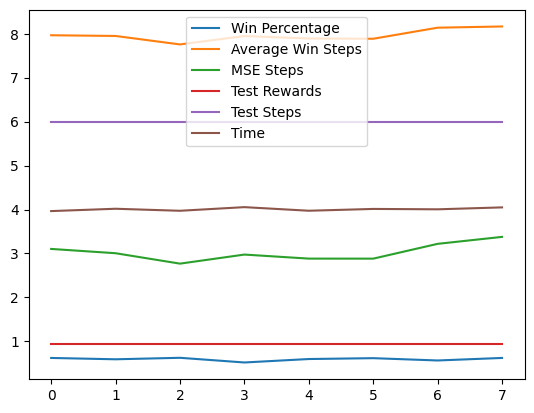 8
7
6
5
4
3
2
1
Win Percentage
Average Win Steps
MSE Steps
Test Rewards
Test Steps
Time
0 1 2 3 4 5 6 7